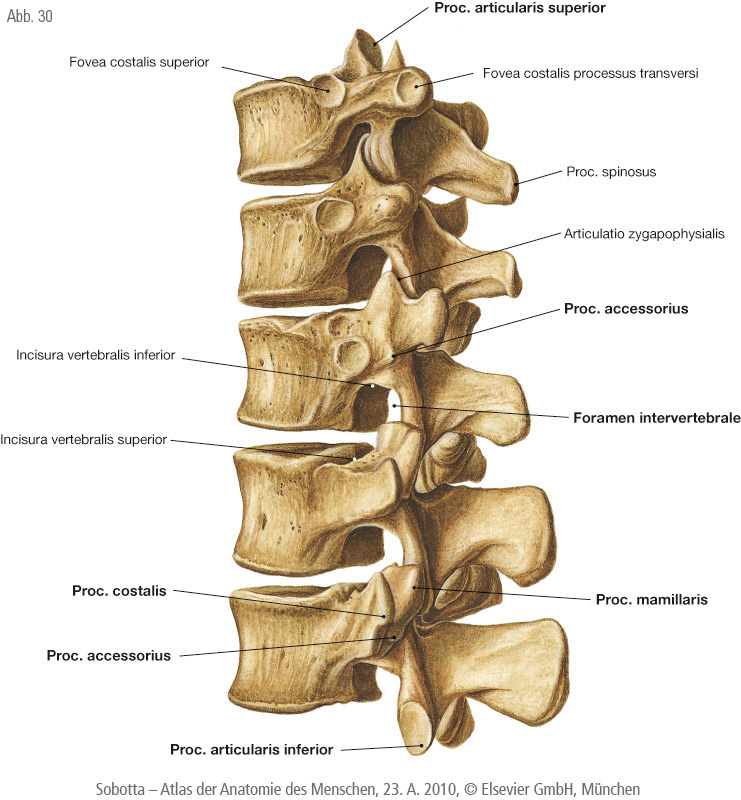 Abb. 30
Proc. articularis superior
Fovea costalis superior
Fovea costalis processus transversi
Proc. spinosus
Articulatio zygapophysialis
Proc. accessorius
Incisura vertebralis inferior
Foramen intervertebrale
Incisura vertebralis superior
Proc. costalis
Proc. mamillaris
Proc. accessorius
Proc. articularis inferior
Sobotta – Atlas der Anatomie des Menschen, 23. A. 2010, © Elsevier GmbH, München